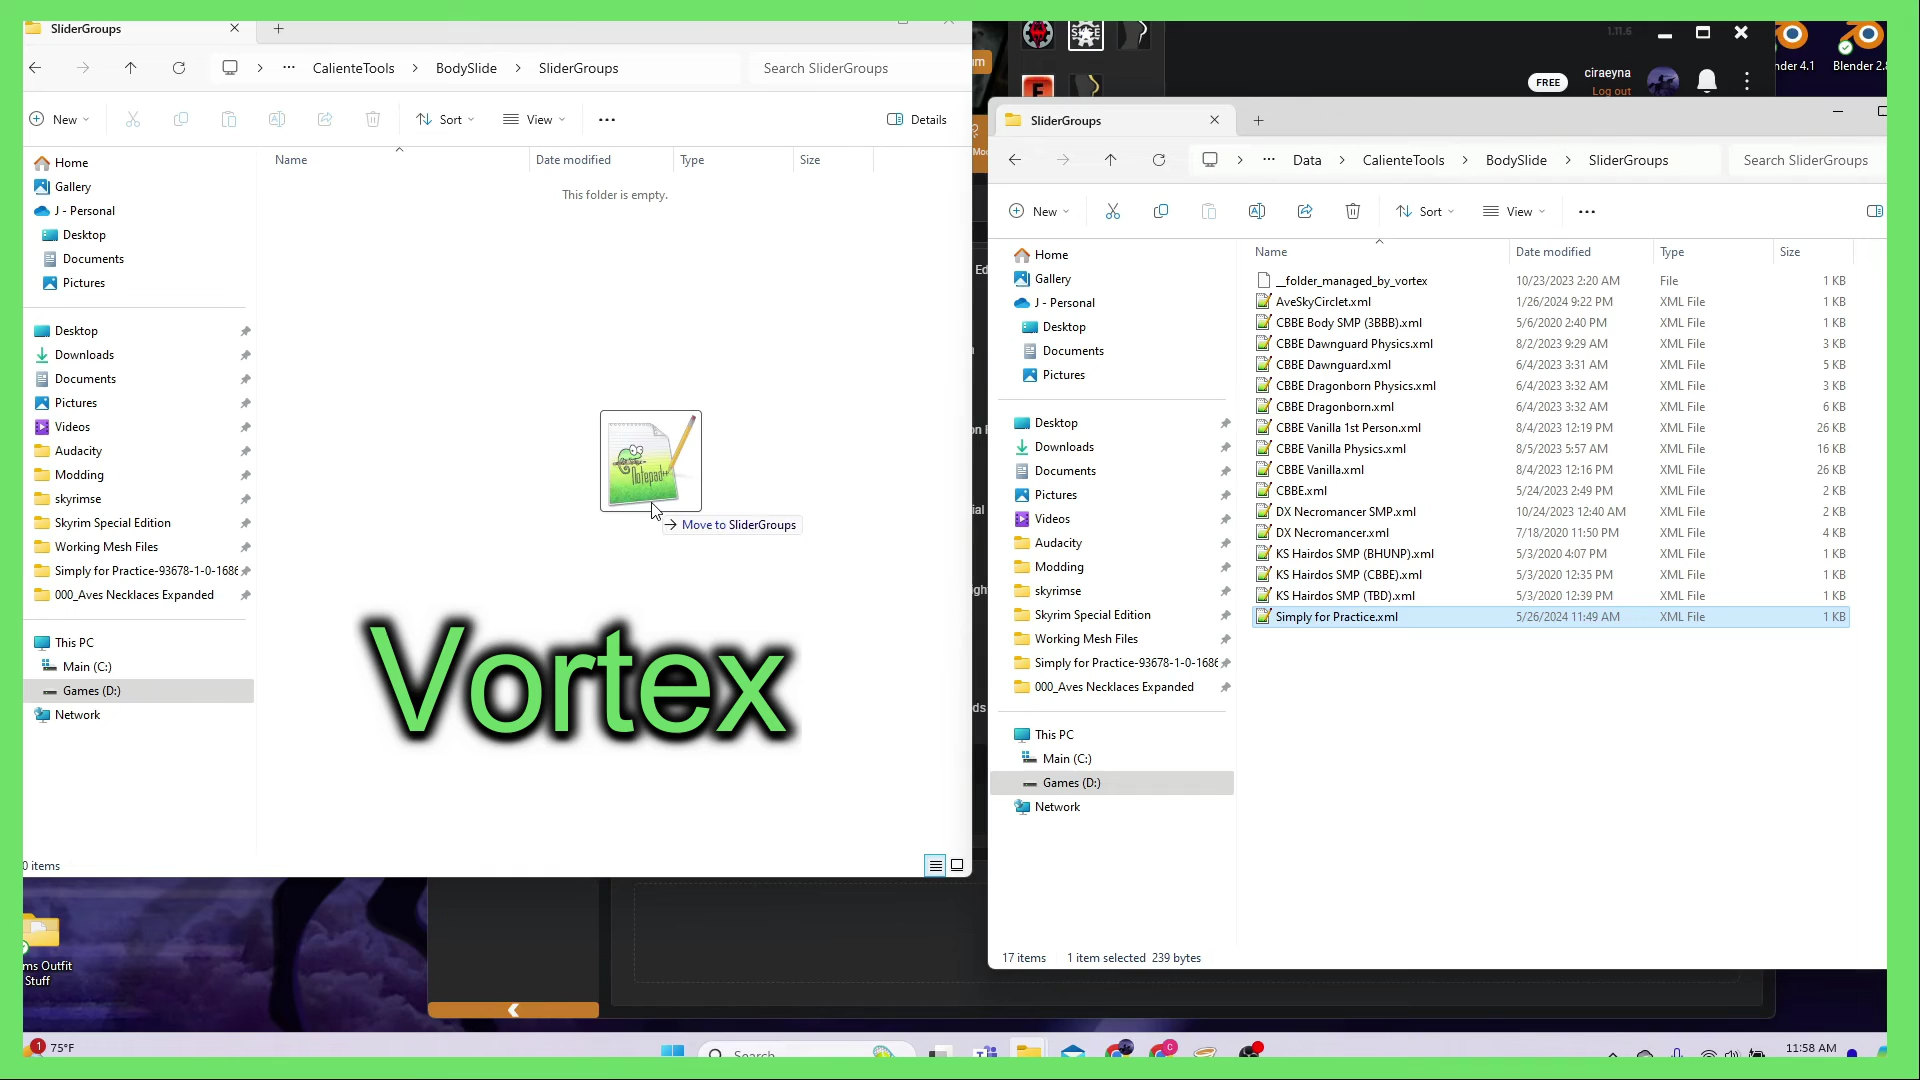 SliderGroups
CalienteTools
BodySlide
SliderGroups
Search SliderGroups
New
Sort
View
Details
Name
Date modified
Type
Size
This folder is empty.
Home
Gallery
J - Personal
Desktop
Documents
Pictures
Desktop
Downloads
Documents
Pictures
Videos
Audacity
Modding
skyrimse
Skyrim Special Edition
Working Mesh Files
Simply for Practice-93678-1-0-1686
000_Aves Necklaces Expanded
This PC
Main (C:)
Games (D:)
Network
Notepad++
Move to SliderGroups
Vortex
0 items
1.11.6
FREE
ciraeyna
Log out
nder 4.1
Blender 2.8
SliderGroups
Data
CalienteTools
BodySlide
SliderGroups
Search SliderGroups
New
Sort
View
Name
Date modified
Type
Size
Home
Gallery
J - Personal
Desktop
Documents
Pictures
Desktop
Downloads
Documents
Pictures
Videos
Audacity
Modding
skyrimse
Skyrim Special Edition
Working Mesh Files
Simply for Practice-93678-1-0-1686
000_Aves Necklaces Expanded
This PC
Main (C:)
Games (D:)
Network
__folder_managed_by_vortex 10/23/2023 2:20 AM File 1 KB
AveSkyCirclet.xml 1/26/2024 9:22 PM XML File 1 KB
CBBE Body SMP (3BBB).xml 5/6/2020 2:40 PM XML File 1 KB
CBBE Dawnguard Physics.xml 8/2/2023 9:29 AM XML File 3 KB
CBBE Dawnguard.xml 6/4/2023 3:31 AM XML File 5 KB
CBBE Dragonborn Physics.xml 6/4/2023 3:32 AM XML File 3 KB
CBBE Dragonborn.xml 6/4/2023 3:32 AM XML File 6 KB
CBBE Vanilla 1st Person.xml 8/4/2023 12:19 PM XML File 26 KB
CBBE Vanilla Physics.xml 8/5/2023 5:57 AM XML File 16 KB
CBBE Vanilla.xml 8/4/2023 12:16 PM XML File 26 KB
CBBE.xml 5/24/2023 2:49 PM XML File 2 KB
DX Necromancer SMP.xml 10/24/2023 12:40 AM XML File 2 KB
DX Necromancer.xml 7/18/2020 11:50 PM XML File 4 KB
KS Hairdos SMP (BHUNP).xml 5/3/2020 4:07 PM XML File 1 KB
KS Hairdos SMP (CBBE).xml 5/3/2020 12:35 PM XML File 1 KB
KS Hairdos SMP (TBD).xml 5/3/2020 12:39 PM XML File 1 KB
Simply for Practice.xml 5/26/2024 11:49 AM XML File 1 KB
17 items
1 item selected 239 bytes
ms Outfit
Stuff
1
75°F
Search
C
11:58 AM